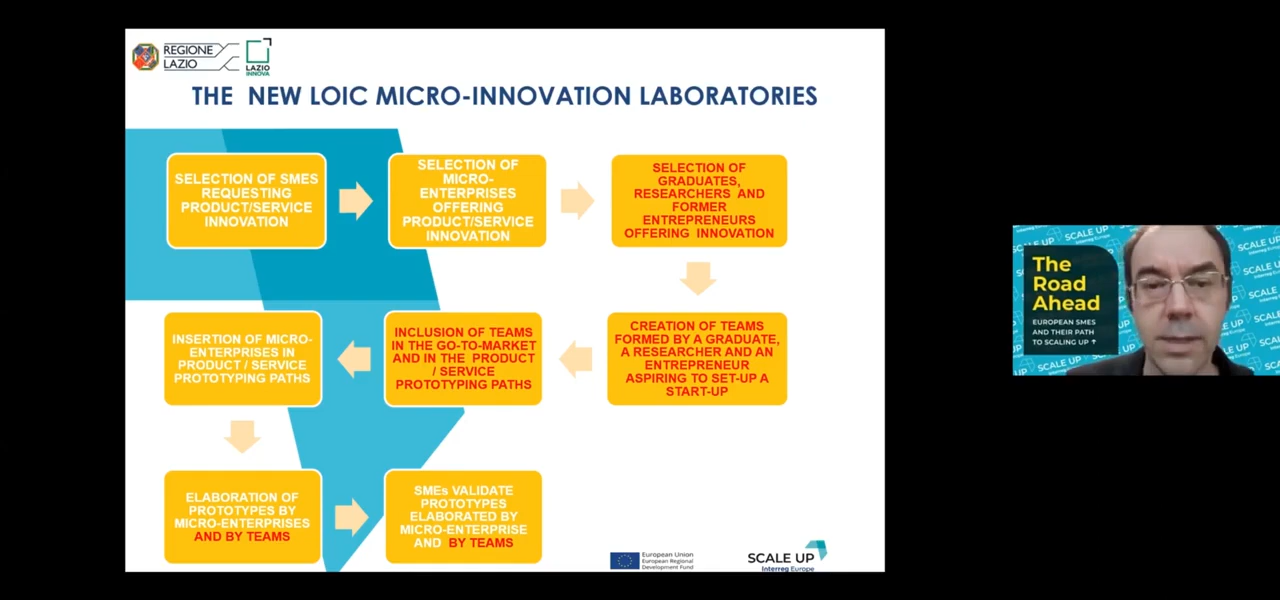 REGIONE
LAZIO
LAZIO
INNOVA
THE NEW LOIC MICRO-INNOVATION LABORATORIES
SELECTION OF SMES
REQUESTING
PRODUCT/SERVICE
INNOVATION
SELECTION OF
MICRO-
ENTERPRISES
OFFERING
PRODUCT/SERVICE
INNOVATION
SELECTION OF
GRADUATES,
RESEARCHERS AND
FORMER
ENTREPRENEURS
OFFERING INNOVATION
CREATION OF TEAMS
FORMED BY A GRADUATE,
A RESEARCHER AND AN
ENTREPRENEUR
ASPIRING TO SET-UP A
START-UP
INCLUSION OF TEAMS
IN THE GO-TO-MARKET
AND IN THE PRODUCT
/ SERVICE
PROTOTYPING PATHS
INSERTION OF MICRO-
ENTERPRISES IN
PRODUCT / SERVICE
PROTOTYPING PATHS
ELABORATION OF
PROTOTYPES BY
MICRO-ENTERPRISES
AND BY TEAMS
SMEs VALIDATE
PROTOTYPES
ELABORATED BY
MICRO-ENTERPRISE
AND BY TEAMS
European Union
European Regional
Development Fund
SCALE UP
Interreg Europe
The
Road
Ahead
EUROPEAN SMES
AND THEIR PATH
TO SCALING UP ↑
SCALE UP
Interreg Europe